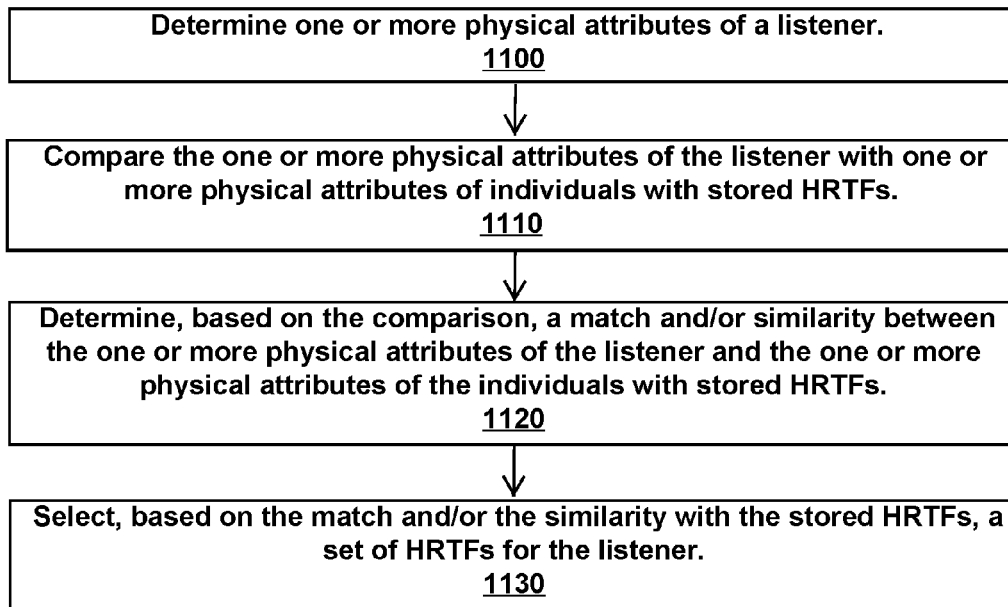 Determine one or more physical attributes of a listener.
1100
Compare the one or more physical attributes of the listener with one or
more physical attributes of individuals with stored HRTFs.
1110
Determine, based on the comparison, a match and/or similarity between
the one or more physical attributes of the listener and the one or more
physical attributes of the individuals with stored HRTFs.
1120
Select, based on the match and/or the similarity with the stored HRTFs, a
set of HRTFs for the listener.
1130